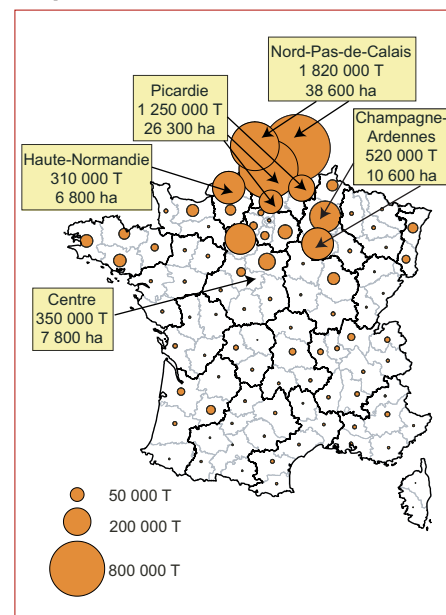 Nord-Pas-de-Calais
1 820 000 T
38 600 ha
Picardie
1 250 000 T
26 300 ha
Champagne-
Ardennes
520 000 T
10 600 ha
Haute-Normandie
310 000 T
6 800 ha
Centre
350 000 T
7 800 ha
50 000 T
200 000 T
800 000 T